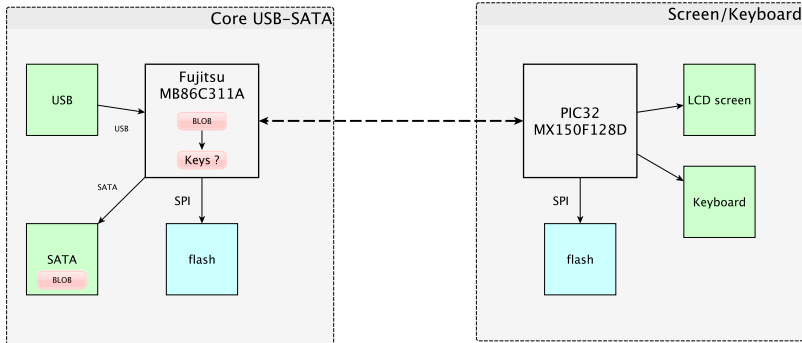 Core USB-SATA
USB
USB
Fujitsu
MB86C311A
BLOB
Keys ?
SATA
SPI
SATA
BLOB
flash
Screen/Keyboard
PIC32
MX150F128D
LCD screen
Keyboard
SPI
flash